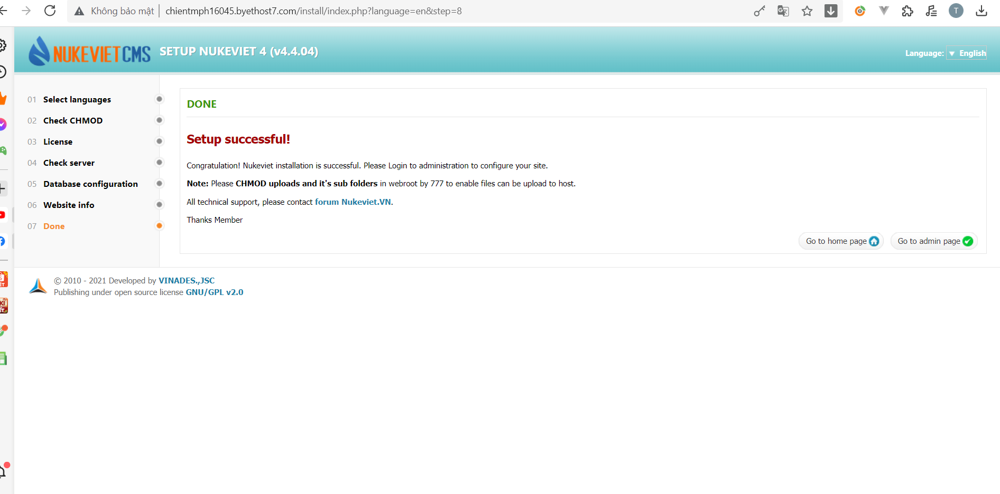 Không bảo mật
chientmph16045.byethost7.com/install/index.php?language=en&step=8
T
NUKEVIETCMS
SETUP NUKEVIET 4 (v4.4.04)
Language: ▼ English
01 Select languages
02 Check CHMOD
03 License
04 Check server
05 Database configuration
06 Website info
07 Done
DONE
Setup successful!
Congratulation! Nukeviet installation is successful. Please Login to administration to configure your site.
Note: Please CHMOD uploads and it's sub folders in webroot by 777 to enable files can be upload to host.
All technical support, please contact forum Nukeviet.VN.
Thanks Member
Go to home page
Go to admin page
© 2010 - 2021 Developed by VINADES.,JSC
Publishing under open source license GNU/GPL v2.0